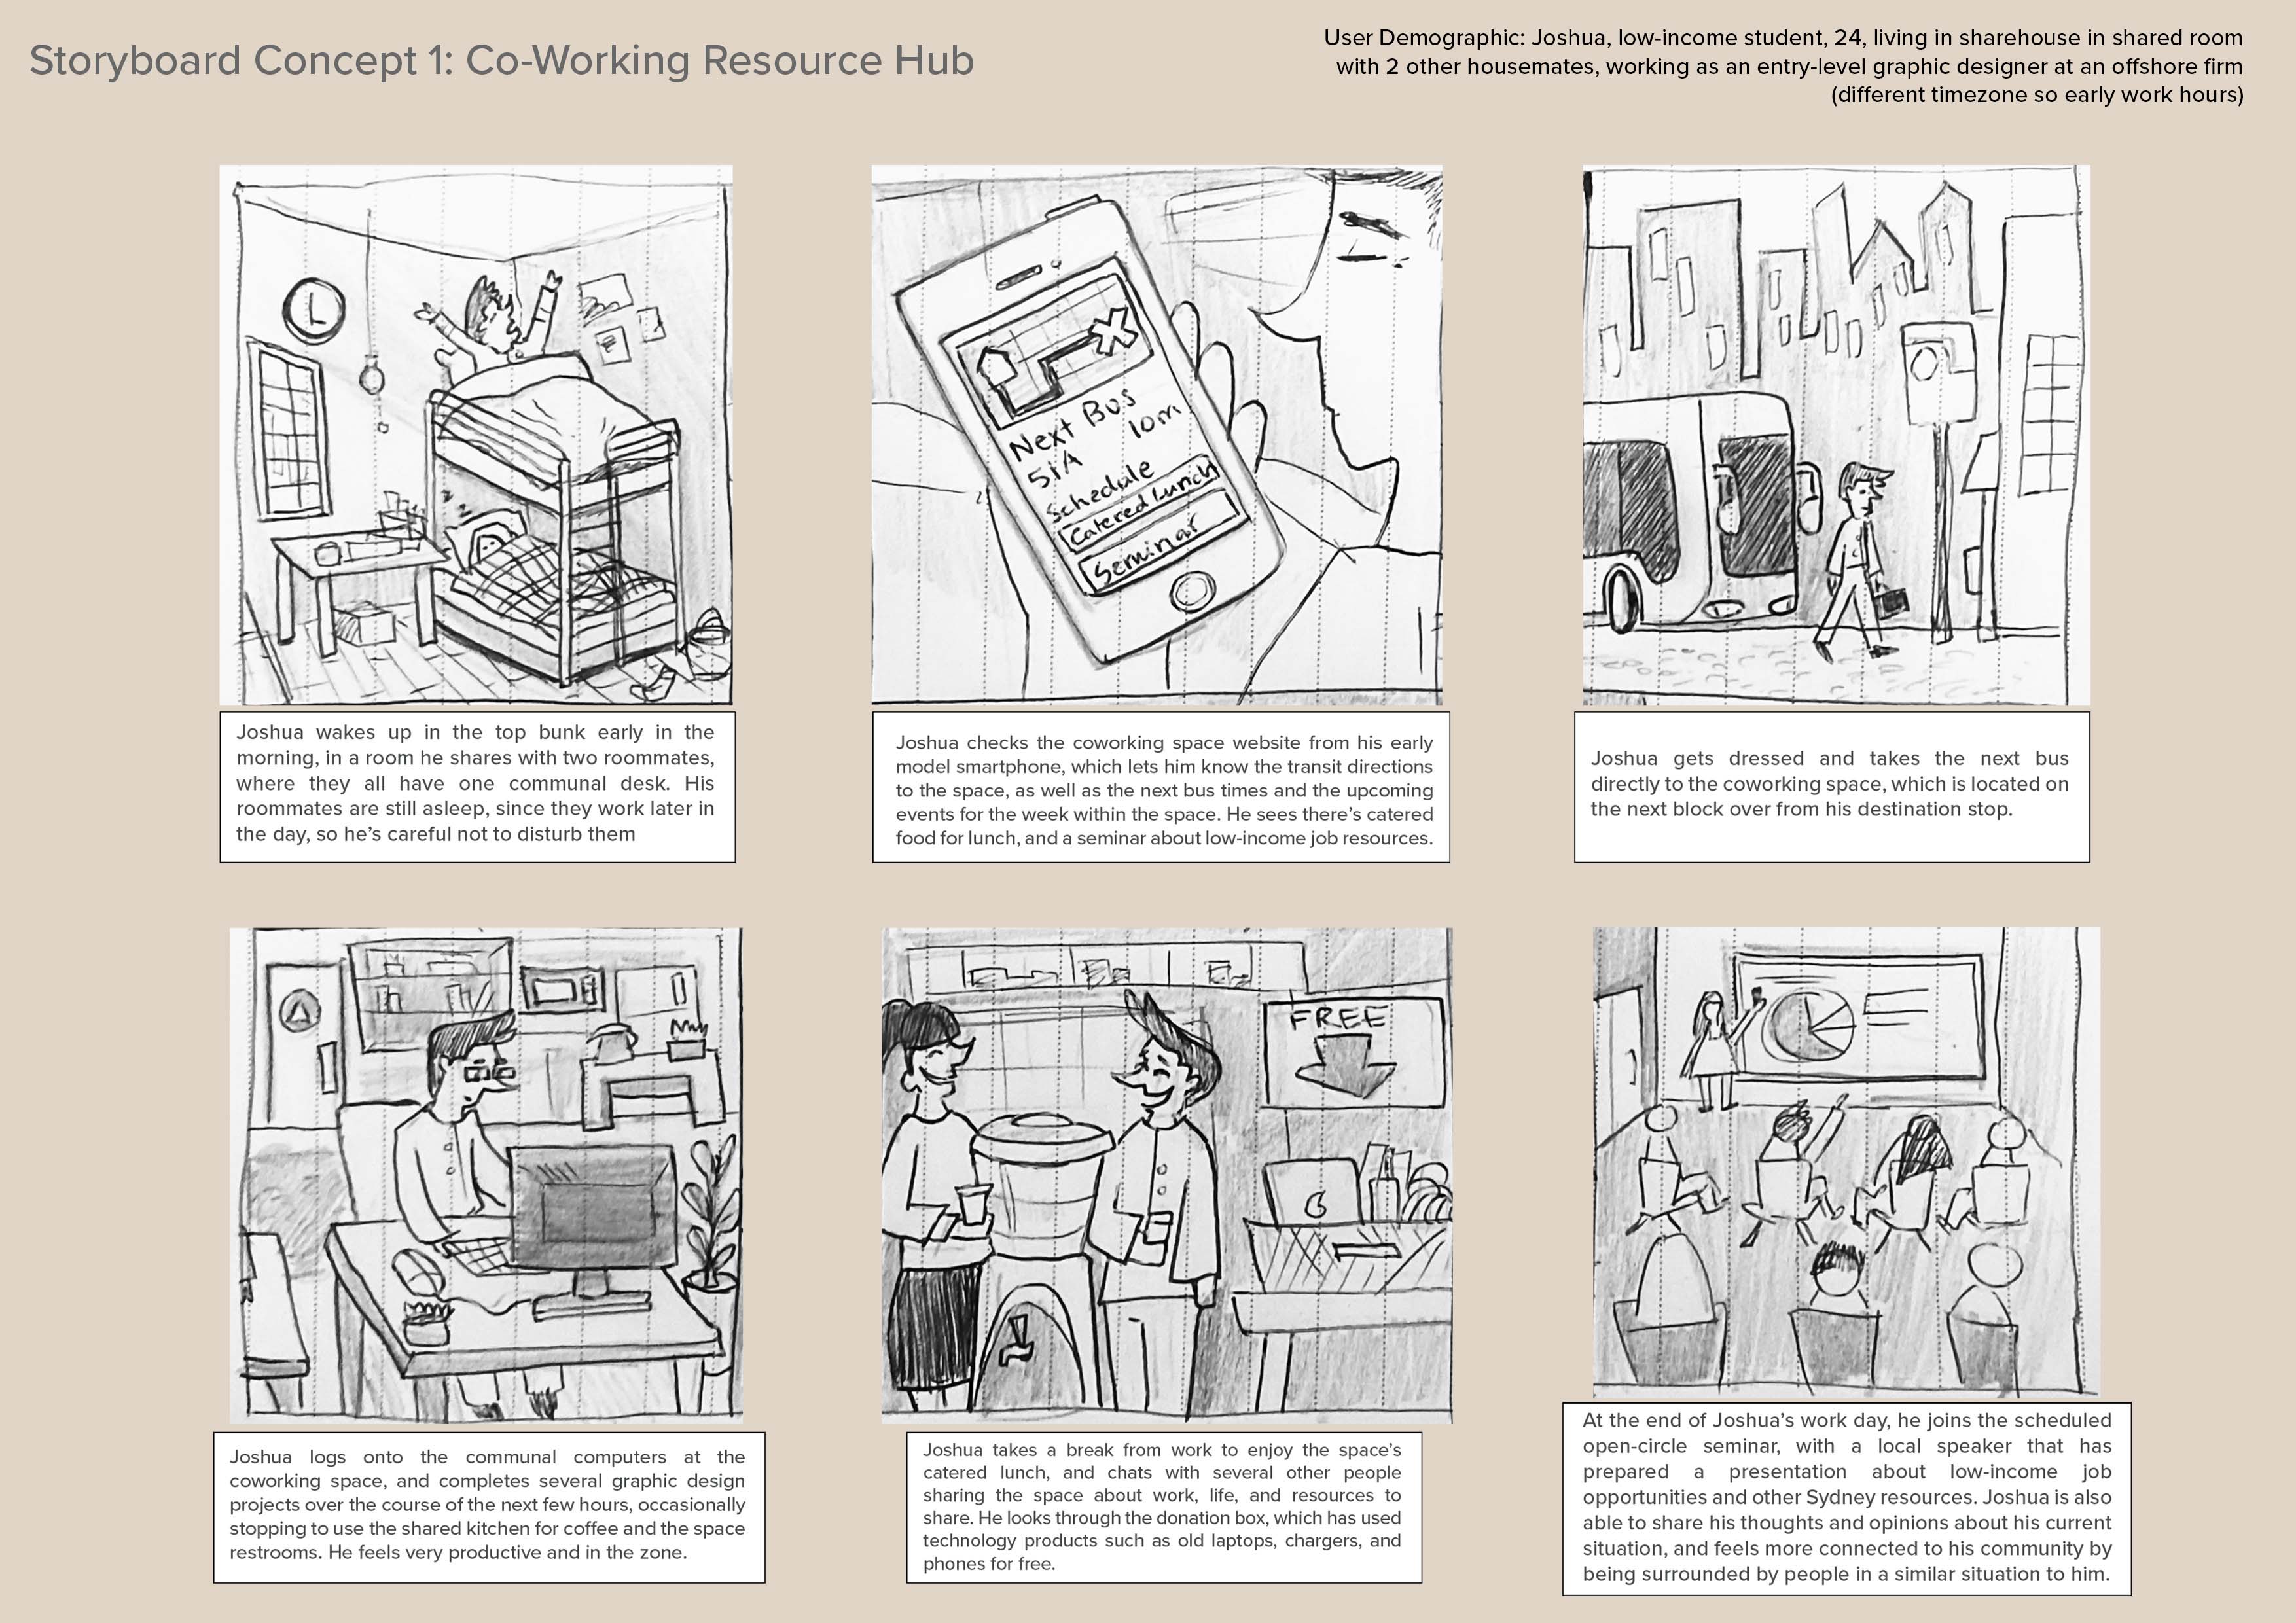 Storyboard Concept 1: Co-Working Resource Hub
User Demographic: Joshua, low-income student, 24, living in sharehouse in shared room
with 2 other housemates, working as an entry-level graphic designer at an offshore firm
(different timezone so early work hours)
Next Bus
10m
51A
Schedule
Catered Lunch
Seminar
Joshua wakes up in the top bunk early in the
morning, in a room he shares with two roommates,
where they all have one communal desk. His
roommates are still asleep, since they work later in
the day, so he's careful not to disturb them
Joshua checks the coworking space website from his early
model smartphone, which lets him know the transit directions
to the space, as well as the next bus times and the upcoming
events for the week within the space. He sees there's catered
food for lunch, and a seminar about low-income job resources.
Joshua gets dressed and takes the next bus
directly to the coworking space, which is located on
the next block over from his destination stop.
FREE
Joshua logs onto the communal computers at the
coworking space, and completes several graphic design
projects over the course of the next few hours, occasionally
stopping to use the shared kitchen for coffee and the space
restrooms. He feels very productive and in the zone.
Joshua takes a break from work to enjoy the space's
catered lunch, and chats with several other people
sharing the space about work, life, and resources to
share. He looks through the donation box, which has used
technology products such as old laptops, chargers, and
phones for free.
At the end of Joshua's work day, he joins the scheduled
open-circle seminar, with a local speaker that has
prepared a presentation about low-income job
opportunities and other Sydney resources. Joshua is also
able to share his thoughts and opinions about his current
situation, and feels more connected to his community by
being surrounded by people in a similar situation to him.